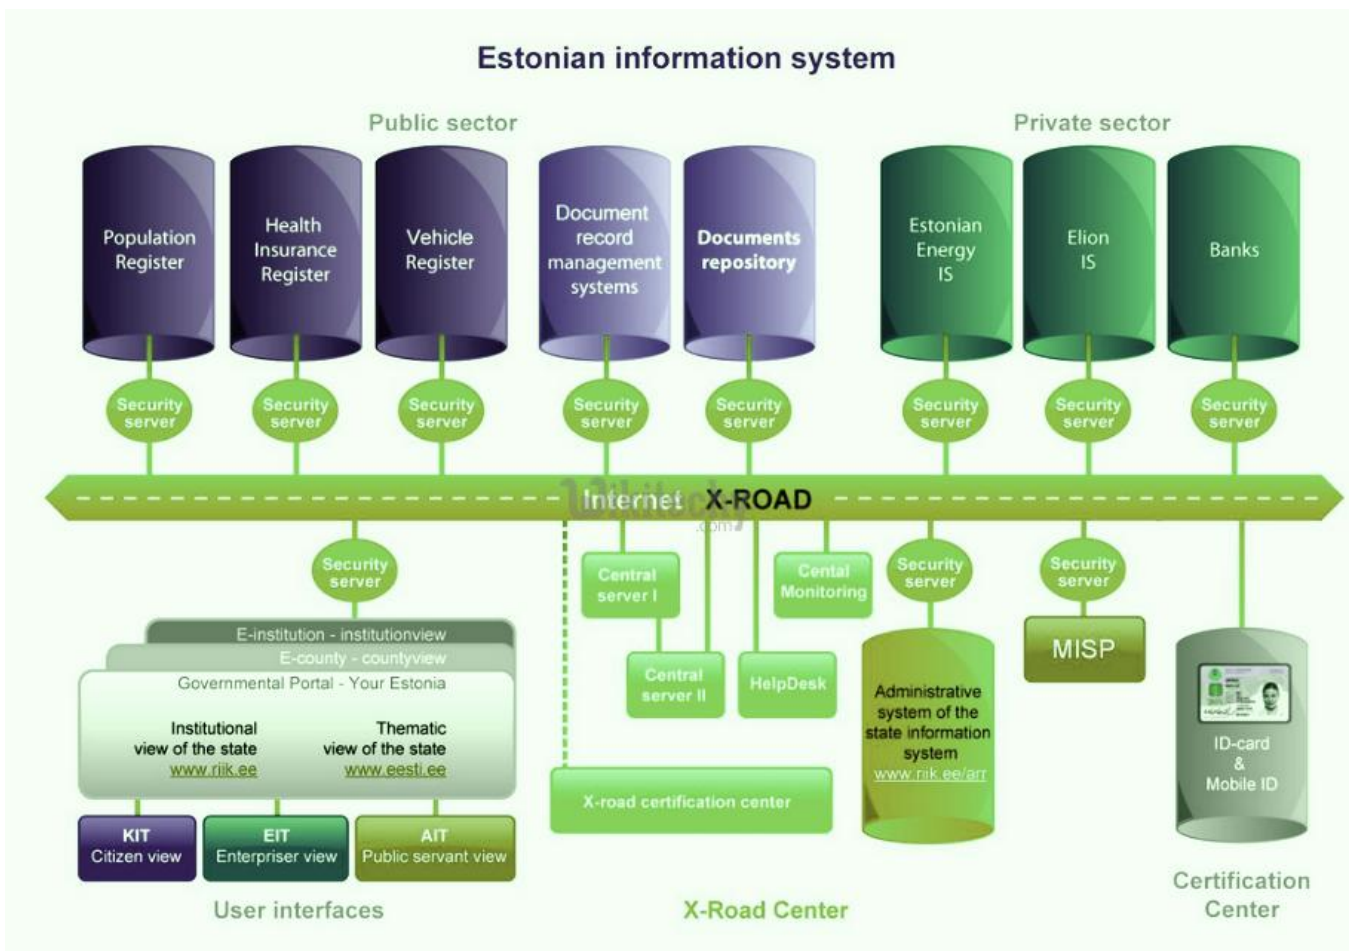 Estonian information system
Public sector
Private sector
Population
Register
Health
Insurance
Register
Vehicle
Register
Document
record
management
systems
Documents
repository
Estonian
Energy
IS
Elion
IS
Banks
Security
server
Security
server
Security
server
Security
server
Security
server
Security
server
Security
server
Security
server
Internet X-ROAD
Wikitechy
.com
Security
server
Central
server I
Cental
Monitoring
Security
server
Security
server
E-institution - institutionview
E-county - countyview
Governmental Portal - Your Estonia
Institutional
view of the state
www.riik.ee
Thematic
view of the state
www.eesti.ee
Central
server II
HelpDesk
Administrative
system of the
state information
system
www.riik.ee/arr
MISP
ID-card
&
Mobile ID
X-road certification center
KIT
Citizen view
EIT
Enterpriser view
AIT
Public servant view
User interfaces
X-Road Center
Certification
Center